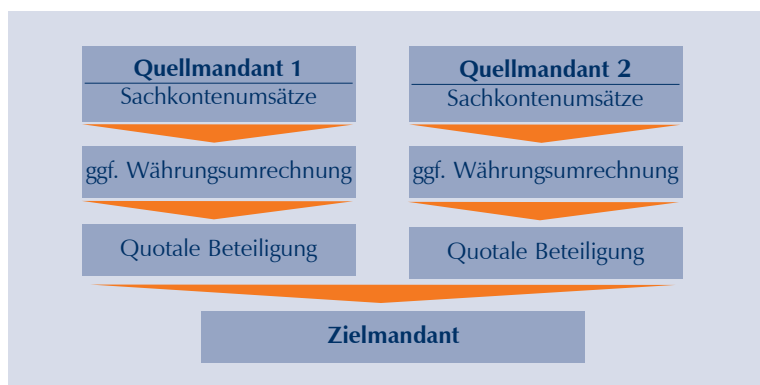 Quellmandant 1
Sachkontenumsätze
ggf. Währungsumrechnung
Quotale Beteiligung
Quellmandant 2
Sachkontenumsätze
ggf. Währungsumrechnung
Quotale Beteiligung
Zielmandant